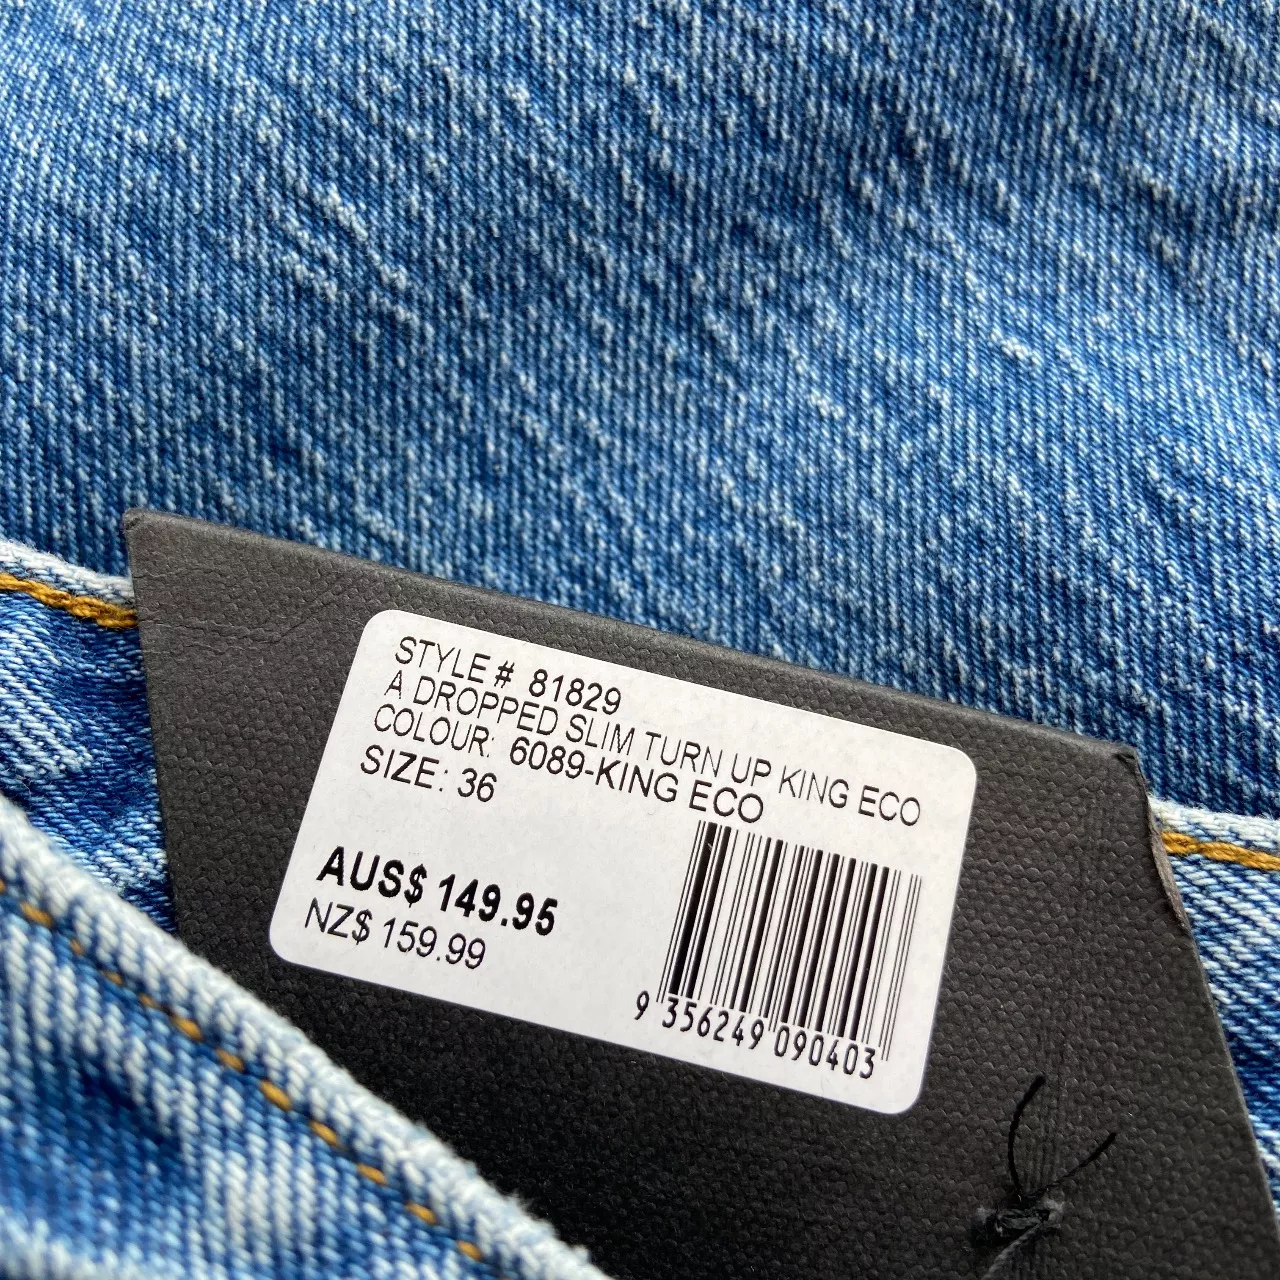 STYLE # 81829
A DROPPED SLIM TURN UP KING ECO
COLOUR: 6089-KING ECO
SIZE: 36
AUS$ 149.95
NZ$ 159.99
9 356249 090403